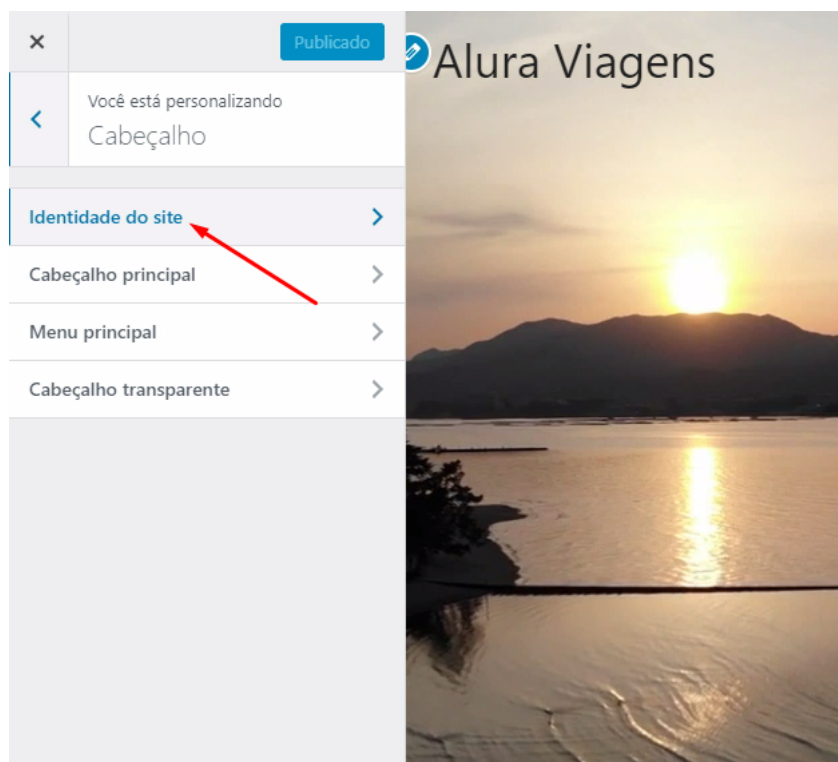 Publicado
Alura Viagens
Você está personalizando
Cabeçalho
Identidade do site
Cabeçalho principal
Menu principal
Cabeçalho transparente